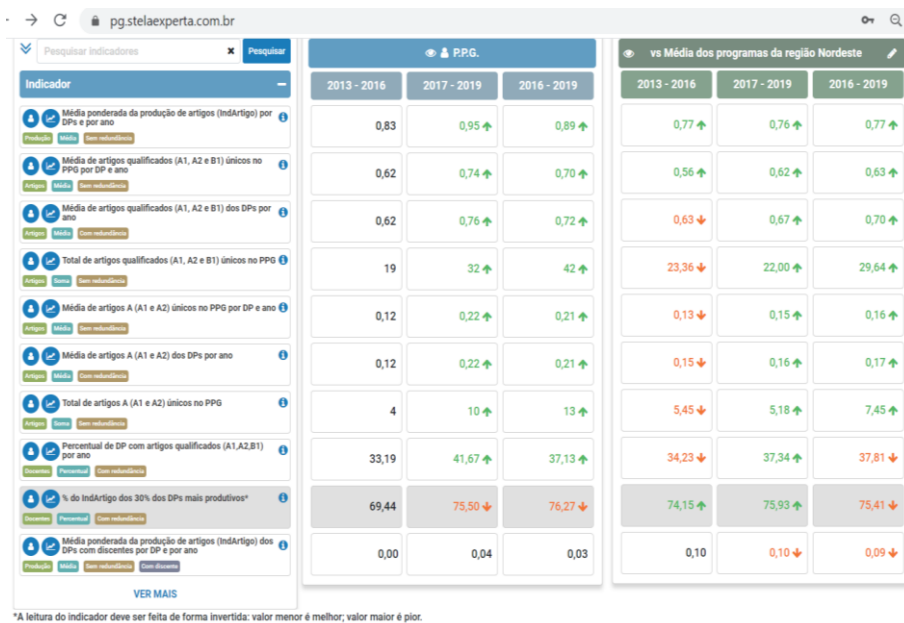 pg.stelaexperta.com.br
Pesquisar indicadores × Pesquisar
P.P.G.
vs Média dos programas da região Nordeste
Indicador
2013 - 2016 2017 - 2019 2016 - 2019
2013 - 2016 2017 - 2019 2016 - 2019
Média ponderada da produção de artigos (IndArtigo) por
DPs e por ano
Produção Média Sem redundância
0,83 0,95 0,89 0,77 0,76 0,77
Média de artigos qualificados (A1, A2 e B1) únicos no
PPG por DP e ano
Artigos Média Sem redundância
0,62 0,74 0,70 0,56 0,62 0,63
Média de artigos qualificados (A1, A2 e B1) dos DPs por
ano
Artigos Média Com redundância
0,62 0,76 0,72 0,63 0,67 0,70
Total de artigos qualificados (A1, A2 e B1) únicos no PPG
Artigos Soma Sem redundância
19 32 42 23,36 22,00 29,64
Média de artigos A (A1 e A2) únicos no PPG por DP e ano
Artigos Média Sem redundância
0,12 0,22 0,21 0,13 0,15 0,16
Média de artigos A (A1 e A2) dos DPs por ano
Artigos Média Com redundância
0,12 0,22 0,21 0,15 0,16 0,17
Total de artigos A (A1 e A2) únicos no PPG
Artigos Soma Sem redundância
4 10 13 5,45 5,18 7,45
Percentual de DP com artigos qualificados (A1,A2,B1)
por ano
Docentes Percentual Com redundância
33,19 41,67 37,13 34,23 37,34 37,81
% do IndArtigo dos 30% dos DPs mais produtivos*
Docentes Percentual Com redundância
69,44 75,50 76,27 74,15 75,93 75,41
Média ponderada da produção de artigos (IndArtigo) dos
DPs com discentes por DP e por ano
Produção Média Sem redundância Com discente
0,00 0,04 0,03 0,10 0,10 0,09
VER MAIS
*A leitura do indicador deve ser feita de forma invertida: valor menor é melhor; valor maior é pior.